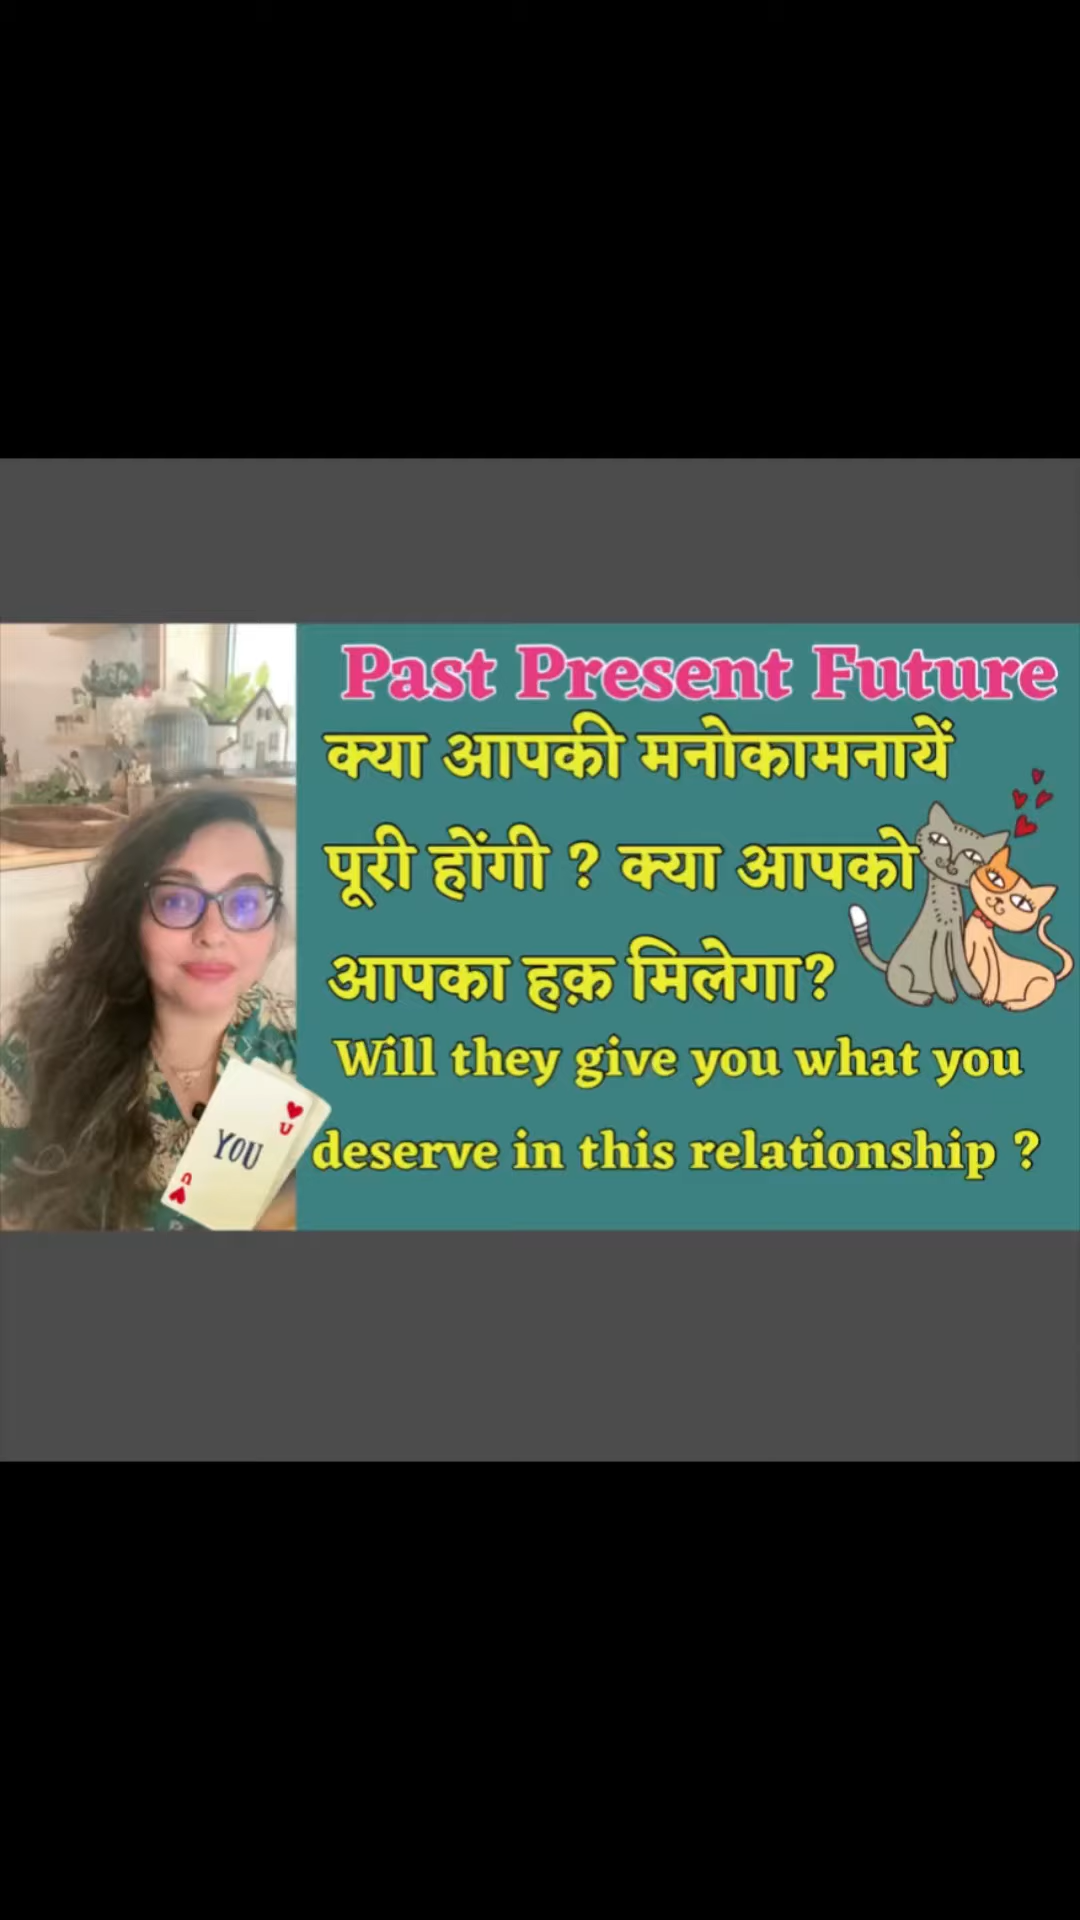 Past Present Future
क्या आपकी मनोकामनायें
पूरी होंगी ? क्या आपको
आपका हक़ मिलेगा?
Will they give you what you
deserve in this relationship ?
U
YOU
U